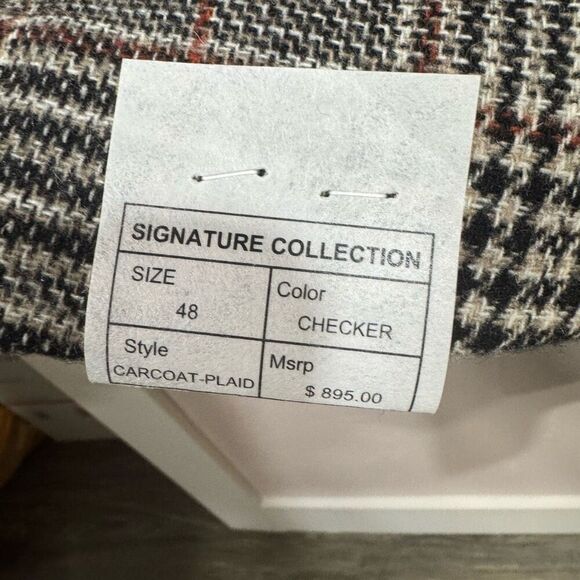 SIGNATURE COLLECTION
SIZE
48
Color
CHECKER
Style
CARCOAT-PLAID
Msrp
$ 895.00